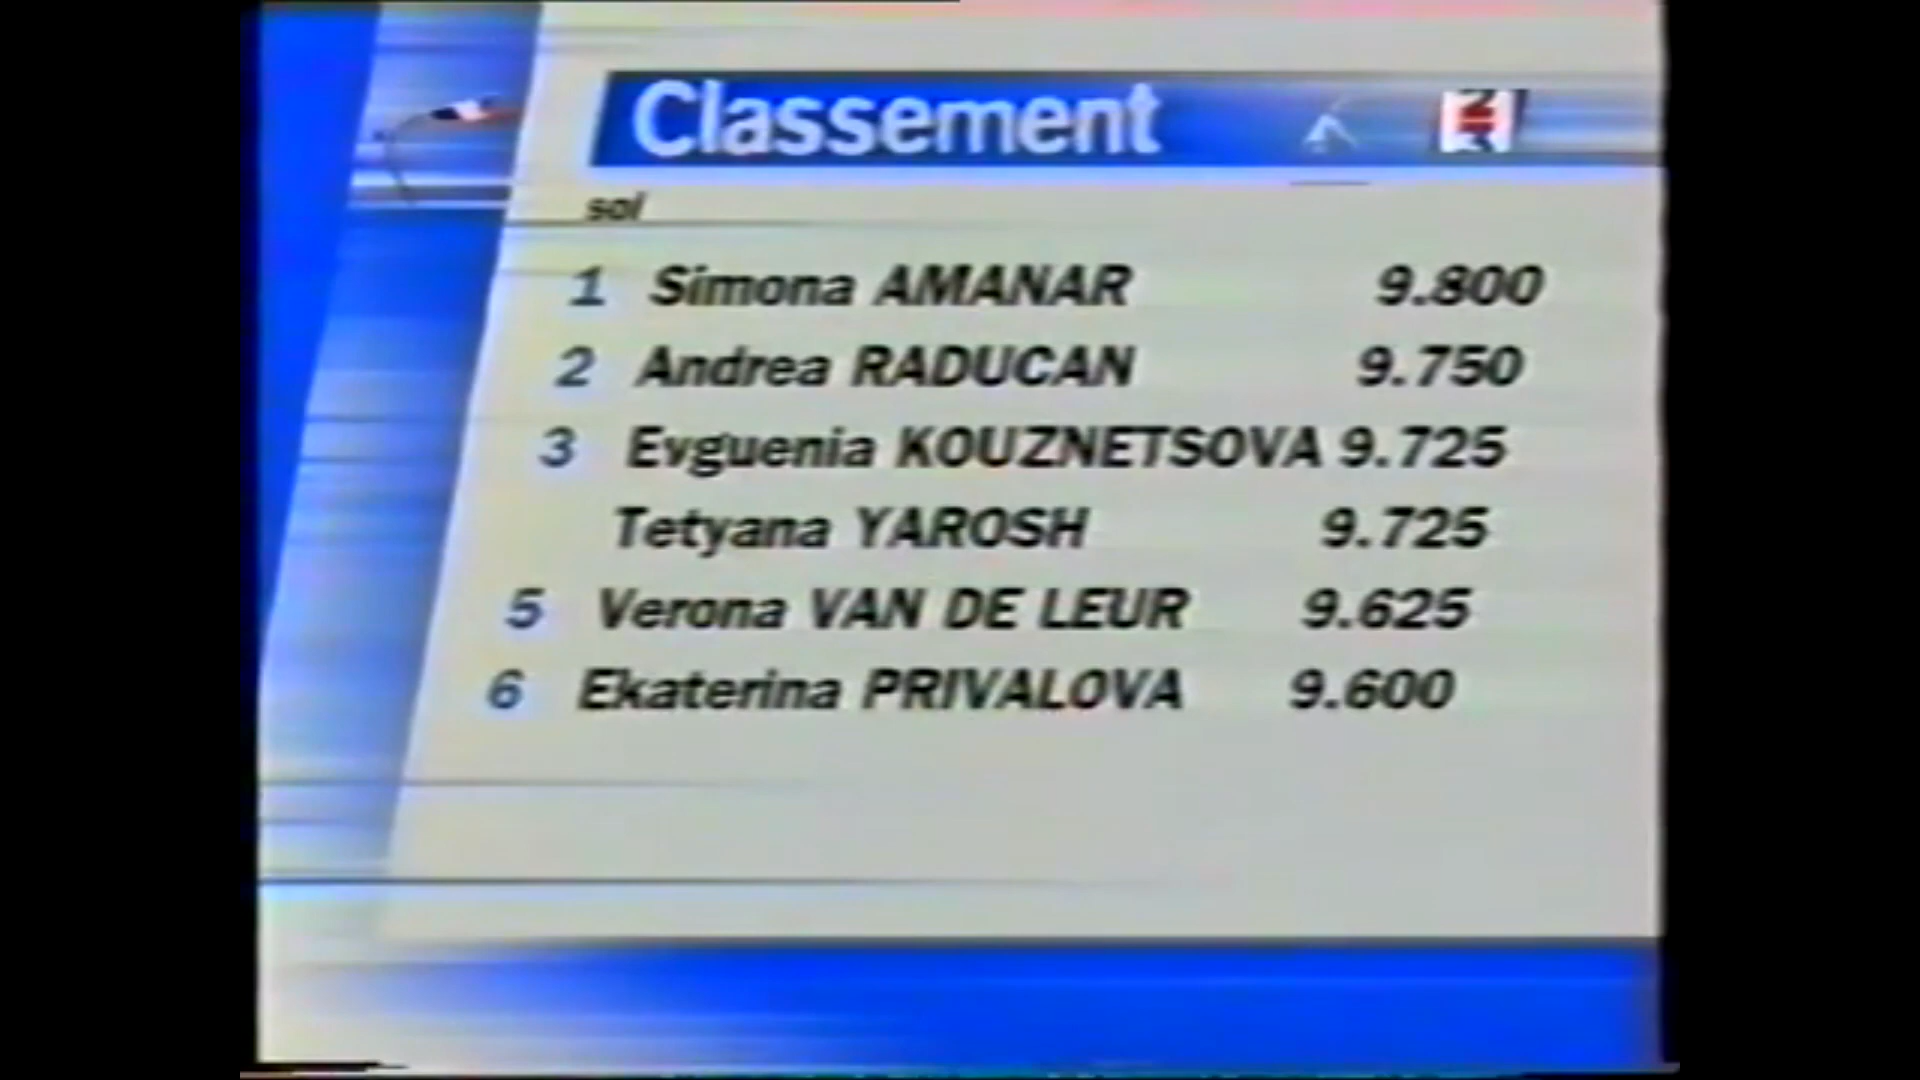 Classement
sol
1 Simona AMANAR 9.800
2 Andrea RADUCAN 9.750
3 Evguenia KOUZNETSOVA 9.725
Tetyana YAROSH 9.725
5 Verona VAN DE LEUR 9.625
6 Ekaterina PRIVALOVA 9.600